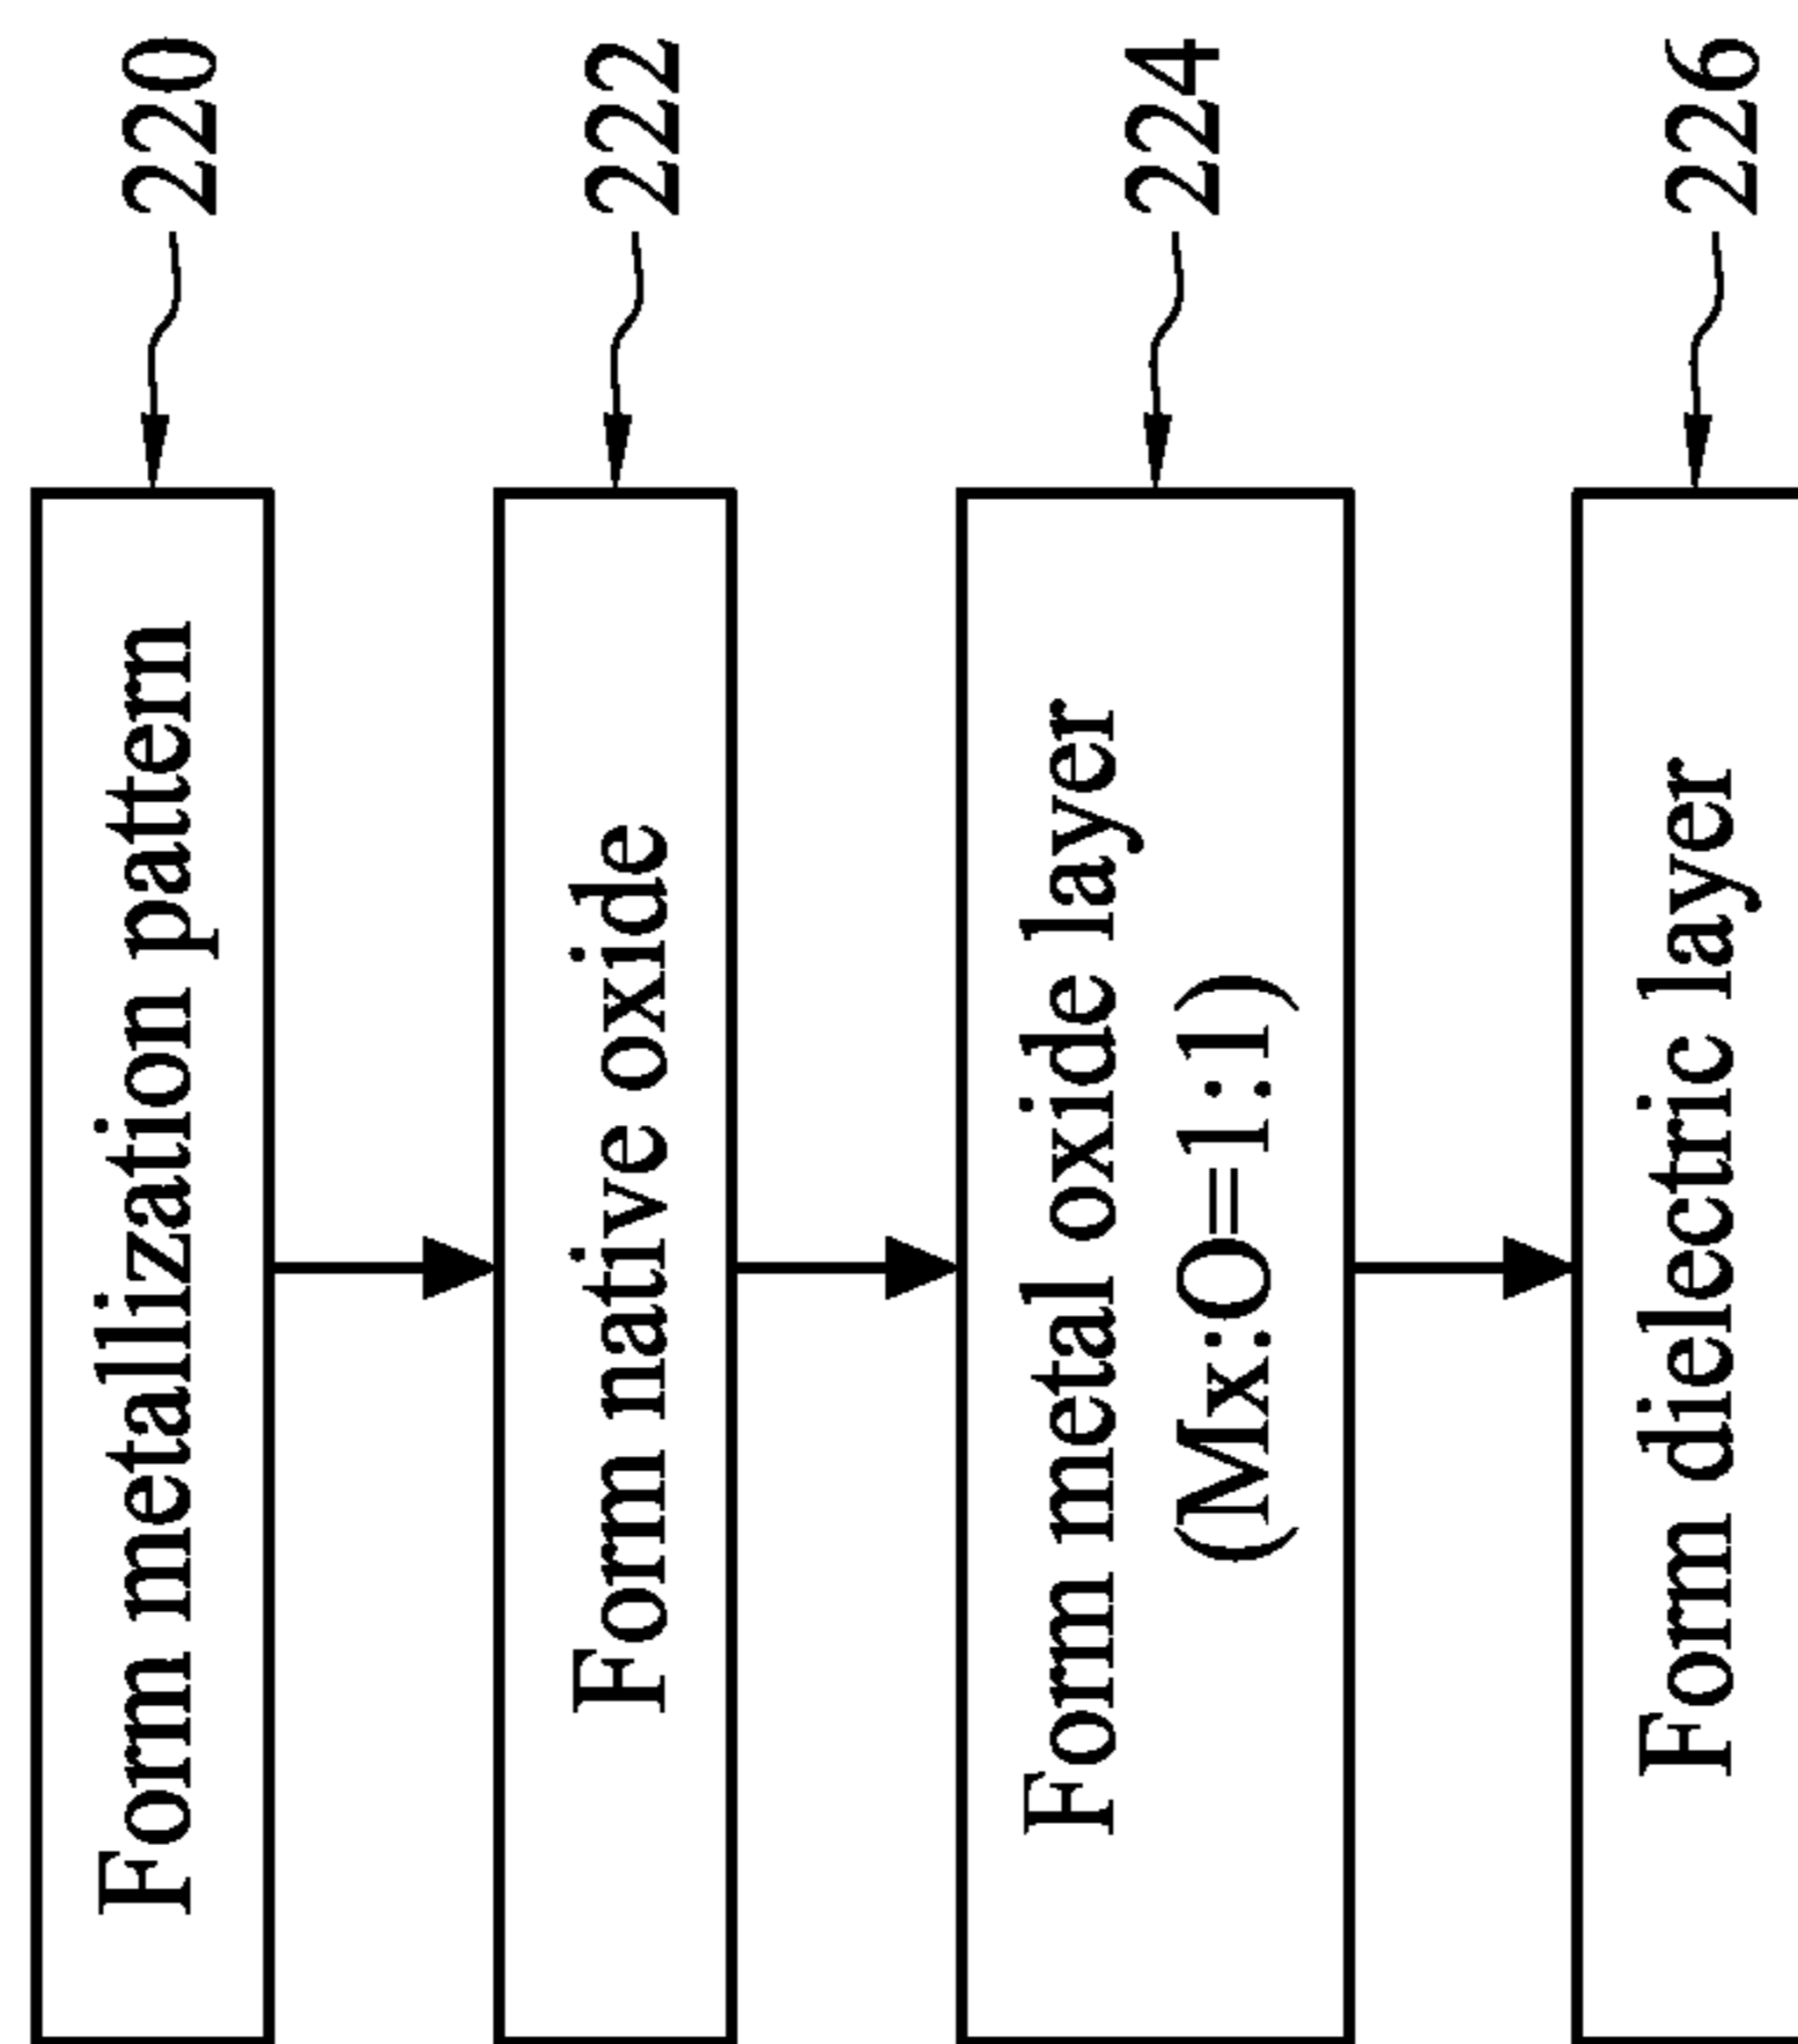 Form metallization pattern
220
Form native oxide
222
Form metal oxide layer
(Mx:O=1:1)
224
Form dielectric layer
226